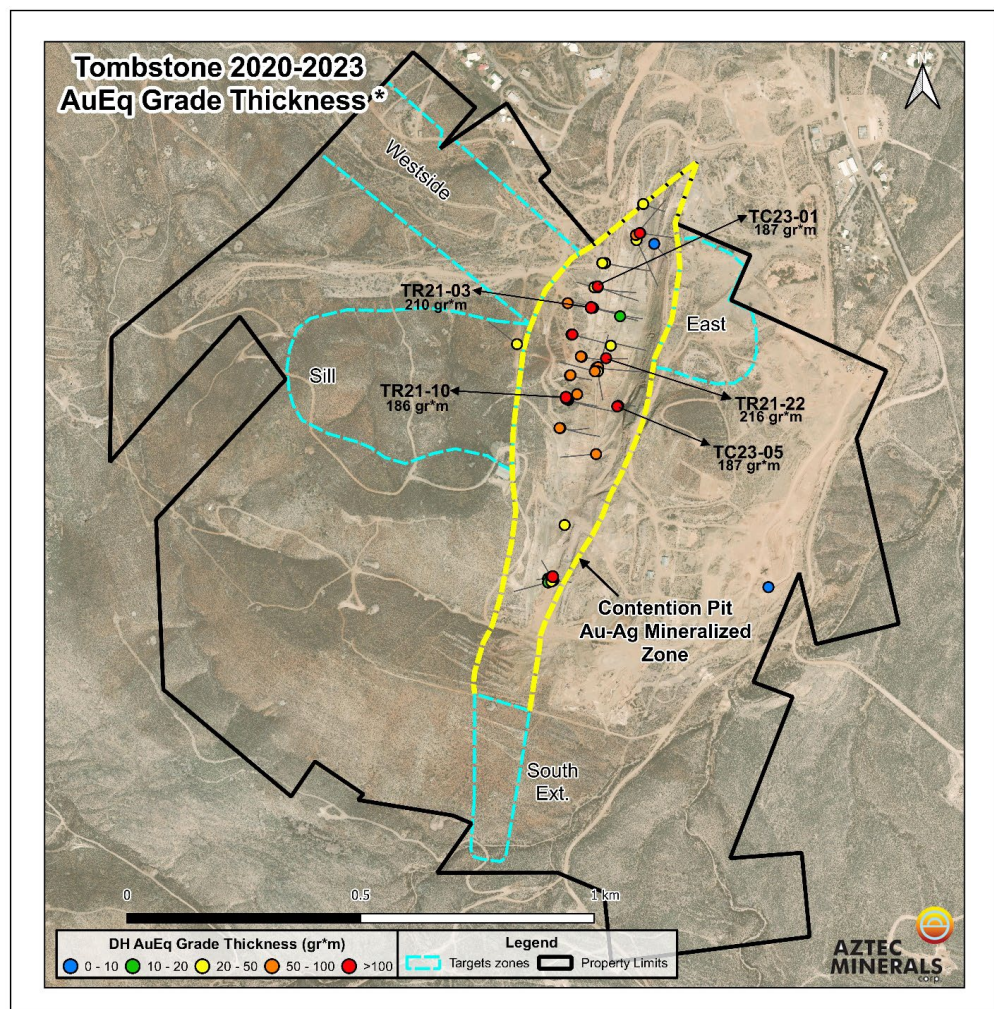 Tombstone 2020-2023
AuEq Grade Thickness *
N
Westside
TC23-01
187 gr*m
TR21-03
210 gr*m
East
Sill
TR21-10
186 gr*m
TR21-22
216 gr*m
TC23-05
187 gr*m
Contention Pit
Au-Ag Mineralized
Zone
South
Ext.
0 0.5 1 km
DH AuEq Grade Thickness (gr*m)
0 - 10 10 - 20 20 - 50 50 - 100 >100
Legend
Targets zones Property Limits
AZTEC
MINERALS
corp.